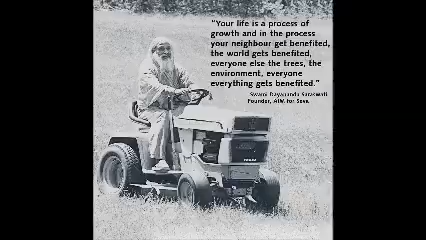 "Your life is a process of
growth and in the process
your neighbour get benefited,
the world gets benefited,
everyone else the trees, the
environment, everyone
everything gets benefited."
Swami Dayananda Saraswati
Founder, AIM for Seva.